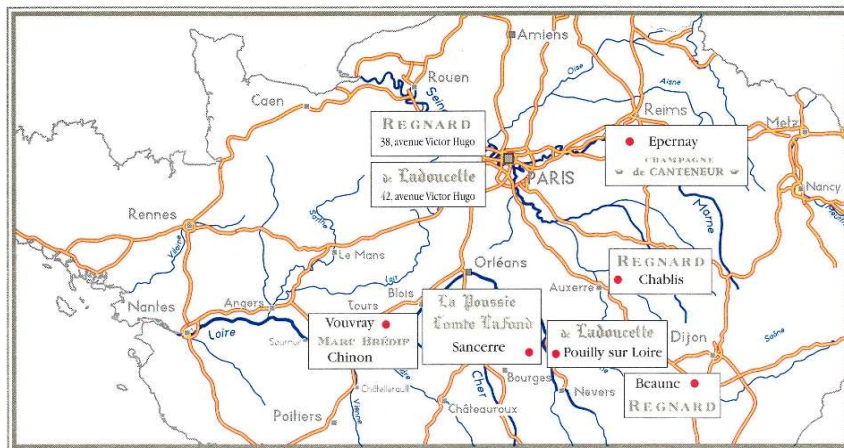 Amiens
Oise
Aisne
Rouen
Seine
Caen
Reims
Metz
REGNARD
38, avenue Victor Hugo
Epernay
CHAMPAGNE
de CANTENEUR
de Ladoucette
42, avenue Victor Hugo
PARIS
Nancy
Marne
Rennes
Vilaine
Sarthe
Le Mans
Loir
Orléans
REGNARD
Chablis
Auxerre
Nantes
Angers
Tours
Blois
Loire
Saumur
Vouvray
MARC BRÉDIF
Chinon
La Poussie
Comte Lafond
Sancerre
de Ladoucette
Pouilly sur Loire
Dijon
Saône
Beaune
REGNARD
Bourges
Nevers
Cher
Châtellerault
Vienne
Châteauroux
Poitiers